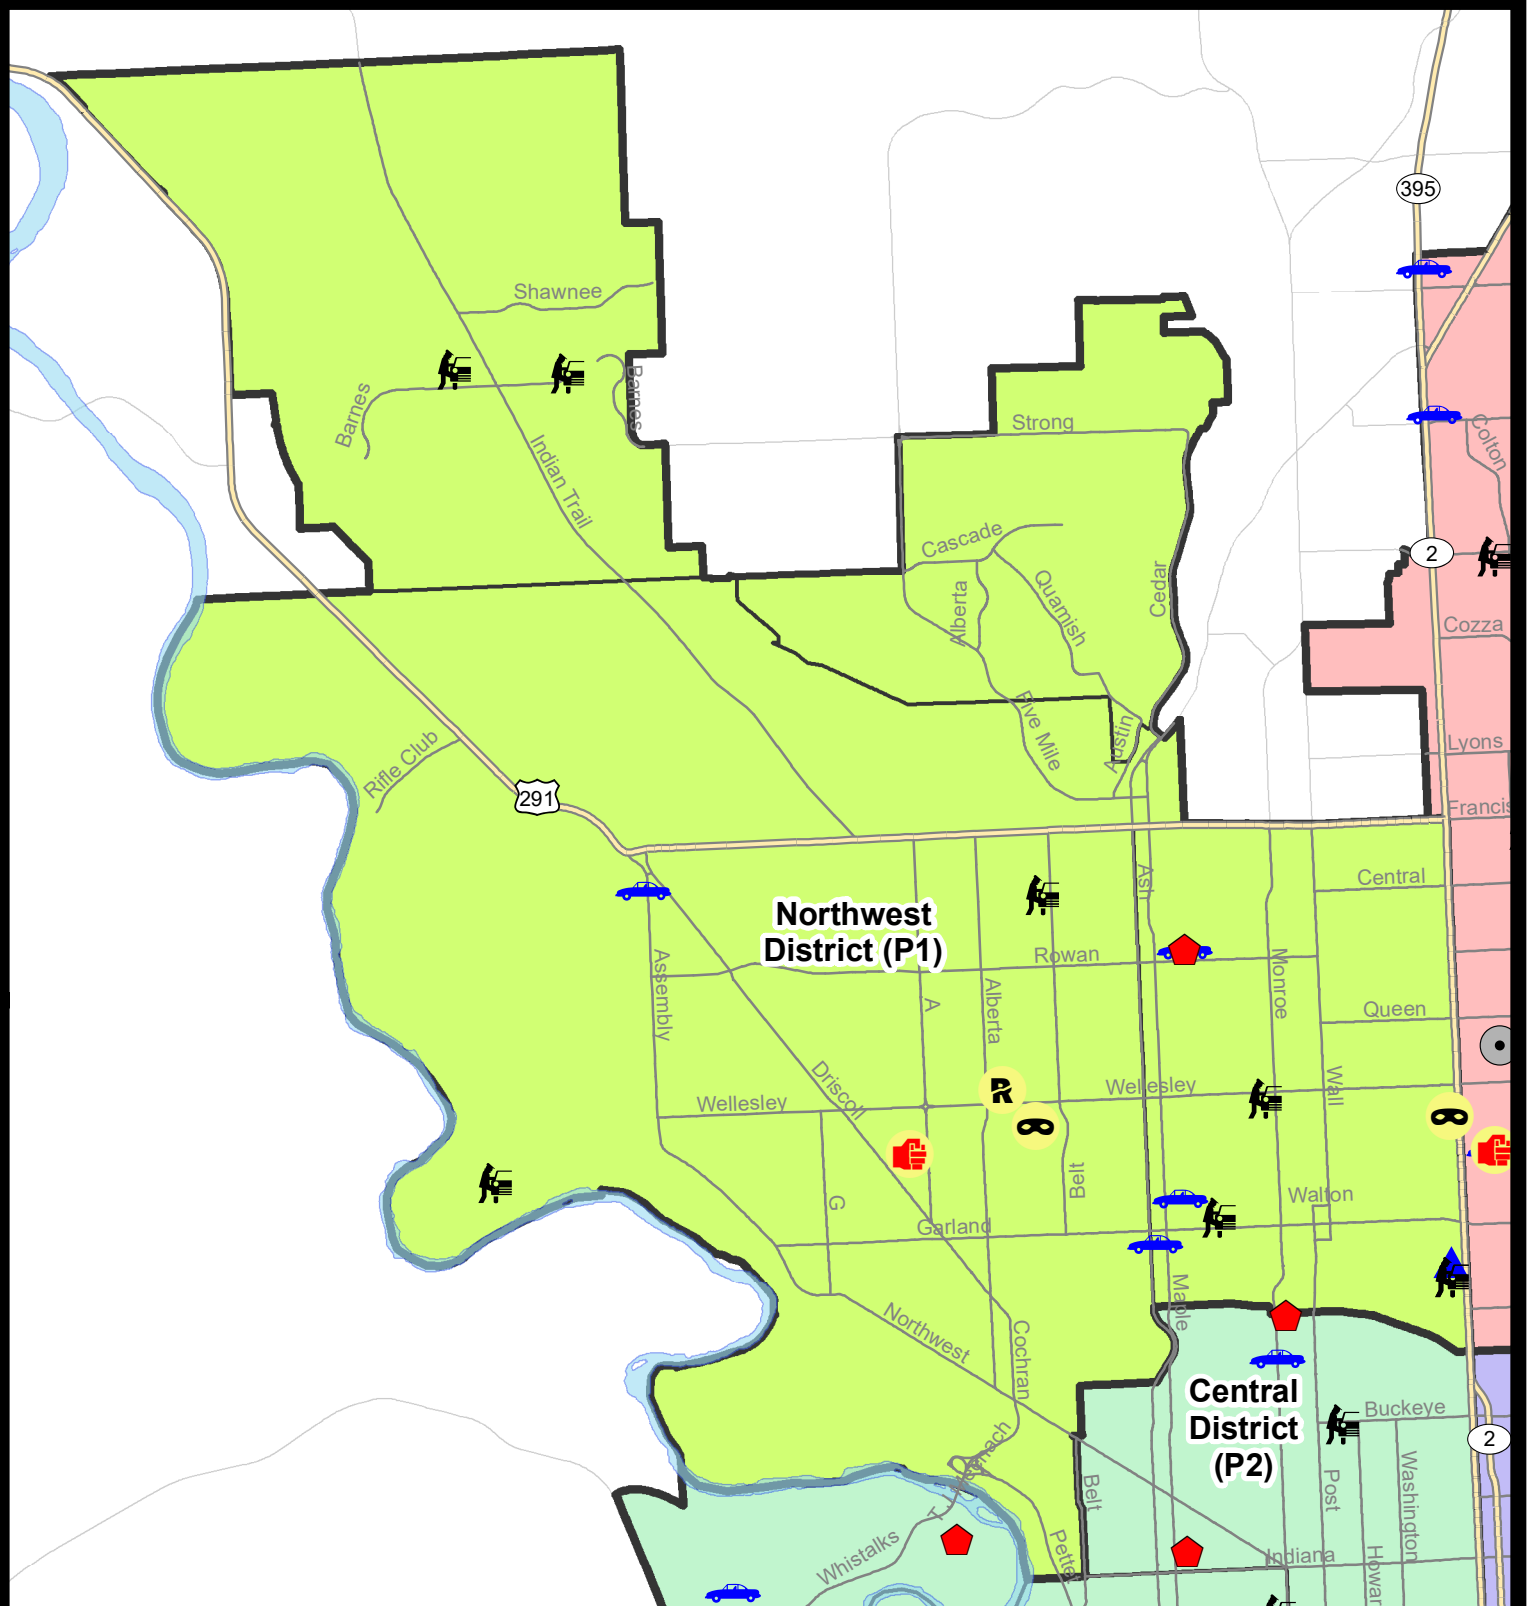 395
Shawnee
Barnes
Barnes
Indian Trail
Strong
Colton
Cascade
2
Alberta
Quamish
Cedar
Cozza
Five Mile
Austin
Lyons
Rifle Club
291
Francis
Central
Ash
Northwest
District (P1)
Rowan
Assembly
Monroe
A
Alberta
Queen
Driscoll
Wellesley
Wellesley
Wall
R
Belt
G
Walton
Garland
Maple
Northwest
Cochran
Central
District
(P2)
Buckeye
2
Belt
Post
Washington
Whistalks
Indiana